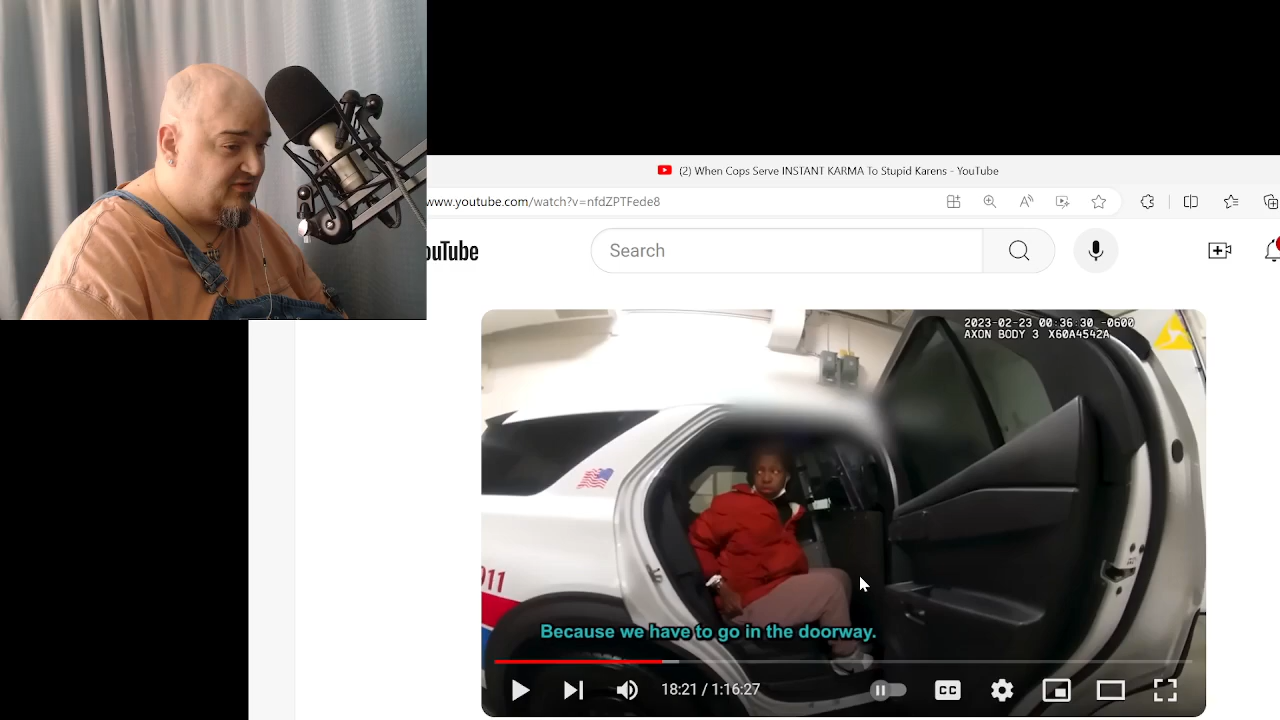 (2) When Cops Serve INSTANT KARMA To Stupid Karens - YouTube
www.youtube.com/watch?v=nfdZPTFede8
ouTube
Search
2023-02-23 00:36:30 -0600
AXON BODY 3 X60A4542A
911
Because we have to go in the doorway.
18:21 / 1:16:27
CC